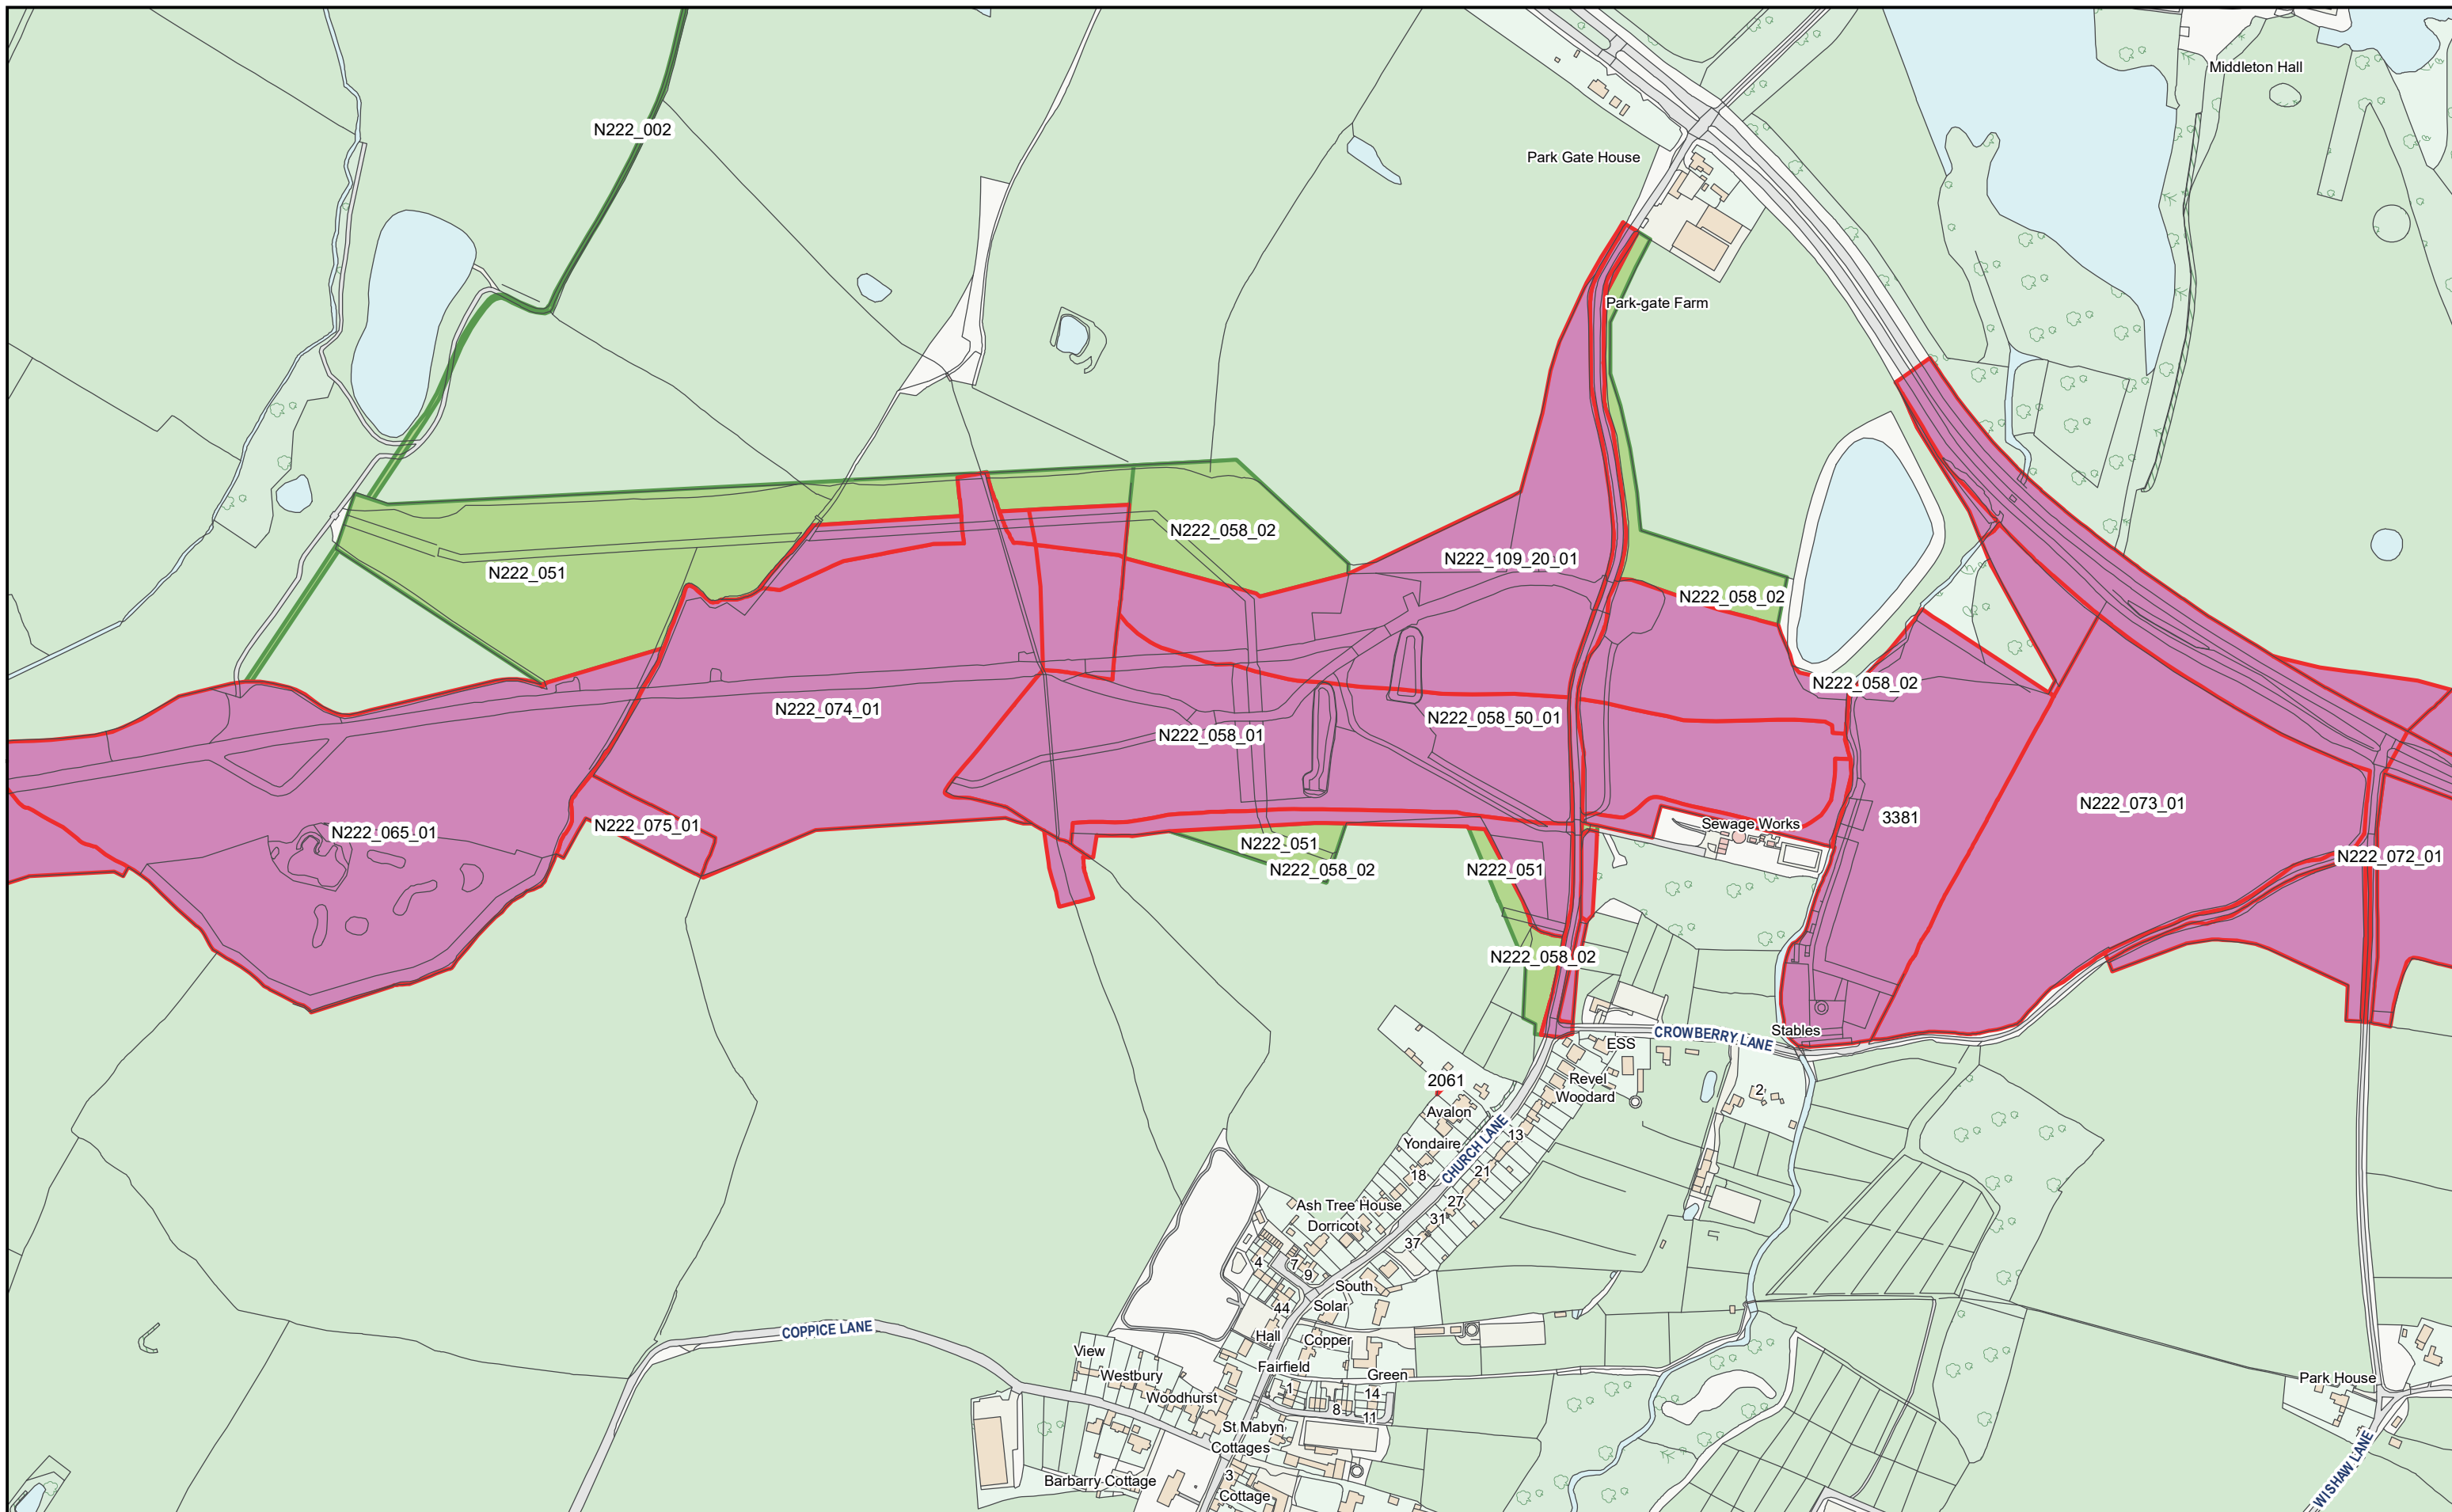 Middleton Hall
N222_002
Park Gate House
Park-gate Farm
N222_058_02
N222_109_20_01
N222_051
N222_058_02
N222_058_02
N222_074_01
N222_058_50_01
N222_058_01
N222_073_01
3381
N222_065_01
N222_075_01
Sewage Works
N222_051
N222_072_01
N222_058_02
N222_051
N222_058_02
Stables
CROWBERRY LANE
ESS
2061
Revel
Woodard
2
Avalon
13
Yondaire
CHURCH LANE
18
21
27
Ash Tree House
31
Dorricot
37
4
7
9
South
Solar
44
COPPICE LANE
Hall
Copper
View
Fairfield
Westbury
Green
Park House
1
14
Woodhurst
8
11
St Mabyn
Cottages
3
Barbarry Cottage
Cottage
WISHAW LANE